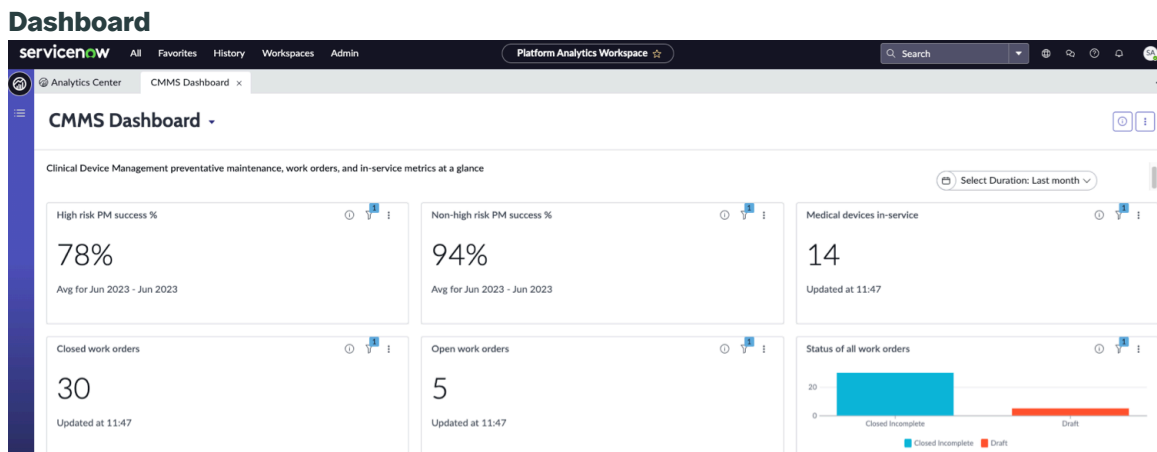 Dashboard
servicenow All Favorites History Workspaces Admin Platform Analytics Workspace Search SA
Analytics Center CMMS Dashboard ×
CMMS Dashboard
Clinical Device Management preventative maintenance, work orders, and in-service metrics at a glance
Select Duration: Last month
High risk PM success % 1
78%
Avg for Jun 2023 - Jun 2023
Non-high risk PM success % 1
94%
Avg for Jun 2023 - Jun 2023
Medical devices in-service 1
14
Updated at 11:47
Closed work orders 1
30
Updated at 11:47
Open work orders 1
5
Updated at 11:47
Status of all work orders 1
20
0
Closed Incomplete Draft
Closed Incomplete Draft